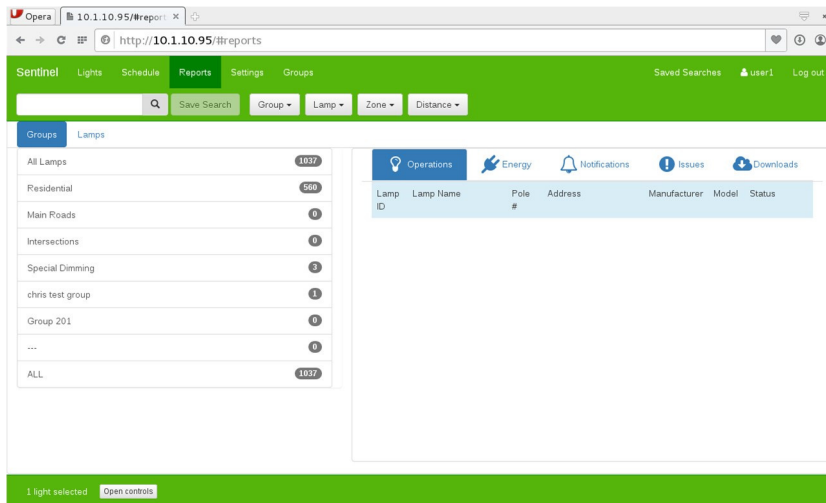 Opera
10.1.10.95/#report
http://10.1.10.95/#reports
Sentinel Lights Schedule Reports Settings Groups Saved Searches user1 Log out
Save Search Group Lamp Zone Distance
Groups Lamps
All Lamps 1037
Residential 560
Main Roads 0
Intersections 0
Special Dimming 3
chris test group 1
Group 201 0
--- 0
ALL 1037
Operations Energy Notifications Issues Downloads
Lamp ID Lamp Name Pole # Address Manufacturer Model Status
1 light selected Open controls